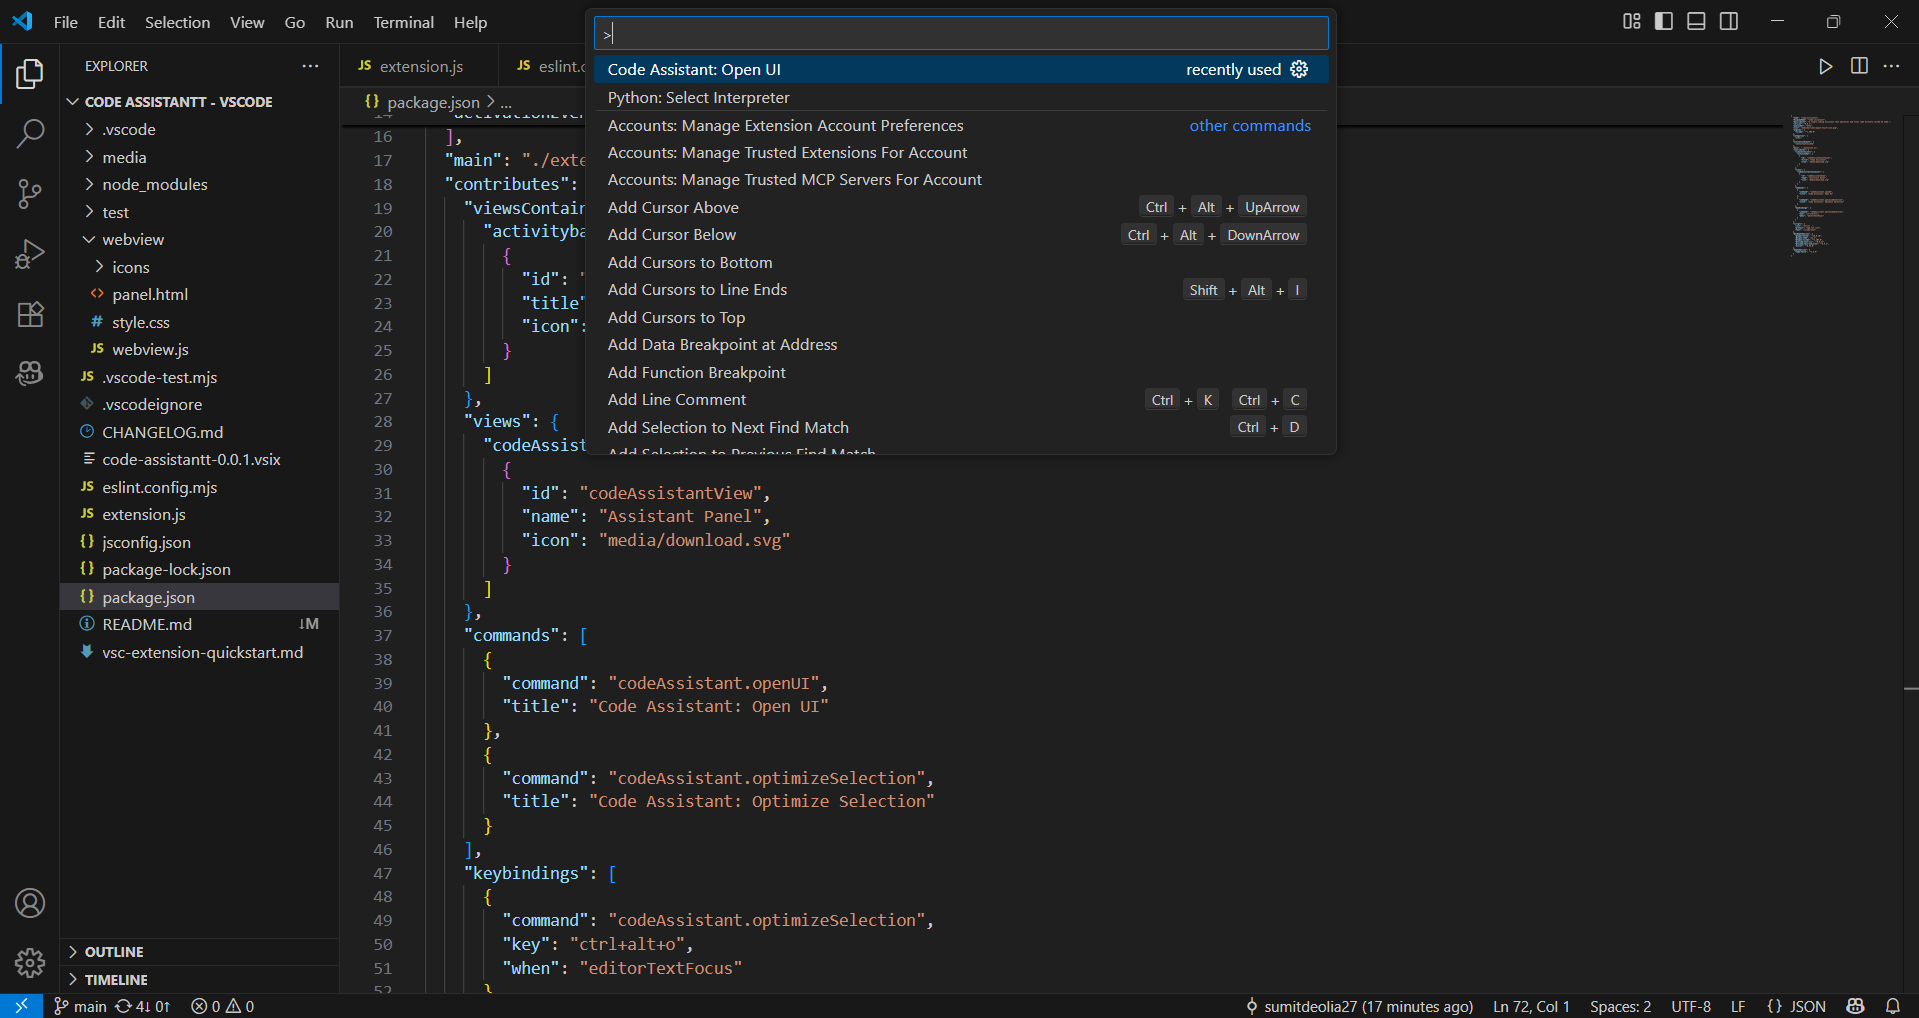 File Edit Selection View Go Run Terminal Help
>
Code Assistant: Open UI recently used
Python: Select Interpreter
Accounts: Manage Extension Account Preferences other commands
Accounts: Manage Trusted Extensions For Account
Accounts: Manage Trusted MCP Servers For Account
Add Cursor Above Ctrl + Alt + UpArrow
Add Cursor Below Ctrl + Alt + DownArrow
Add Cursors to Bottom
Add Cursors to Line Ends Shift + Alt + I
Add Cursors to Top
Add Data Breakpoint at Address
Add Function Breakpoint
Add Line Comment Ctrl + K Ctrl + C
Add Selection to Next Find Match Ctrl + D
Add Selection to Previous Find Match
EXPLORER
CODE ASSISTANTT - VSCODE
.vscode
media
node_modules
test
webview
icons
panel.html
style.css
webview.js
.vscode-test.mjs
.vscodeignore
CHANGELOG.md
code-assistantt-0.0.1.vsix
eslint.config.mjs
extension.js
jsconfig.json
package-lock.json
package.json
README.md ↓M
vsc-extension-quickstart.md
OUTLINE
TIMELINE
JS extension.js JS eslint.c
{} package.json > ...
16 ],
17 "main": "./exte
18 "contributes":
19 "viewsContain
20 "activityba
21 {
22 "id": "
23 "title"
24 "icon":
25 }
26 ]
27 },
28 "views": {
29 "codeAssist
30 {
31 "id": "codeAssistantView",
32 "name": "Assistant Panel",
33 "icon": "media/download.svg"
34 }
35 ]
36 },
37 "commands": [
38 {
39 "command": "codeAssistant.openUI",
40 "title": "Code Assistant: Open UI"
41 },
42 {
43 "command": "codeAssistant.optimizeSelection",
44 "title": "Code Assistant: Optimize Selection"
45 }
46 ],
47 "keybindings": [
48 {
49 "command": "codeAssistant.optimizeSelection",
50 "key": "ctrl+alt+o",
51 "when": "editorTextFocus"
52 }
main 4↓ 0↑ 0 0 sumitdeolia27 (17 minutes ago) Ln 72, Col 1 Spaces: 2 UTF-8 LF {} JSON